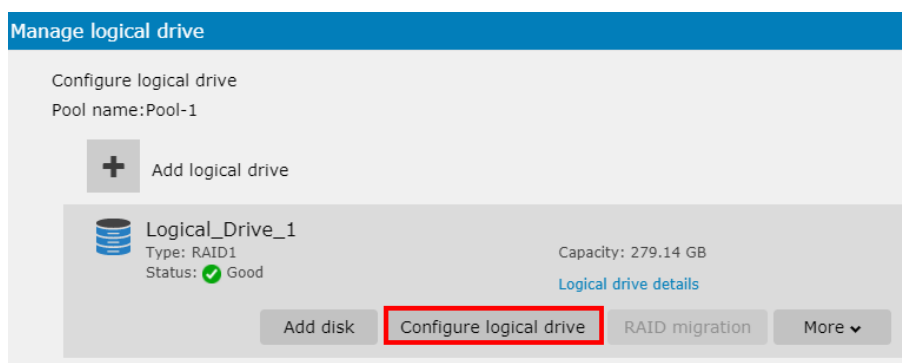 Manage logical drive
Configure logical drive
Pool name:Pool-1
Add logical drive
Logical_Drive_1
Type: RAID1
Capacity: 279.14 GB
Status: Good
Logical drive details
Add disk
Configure logical drive
RAID migration
More